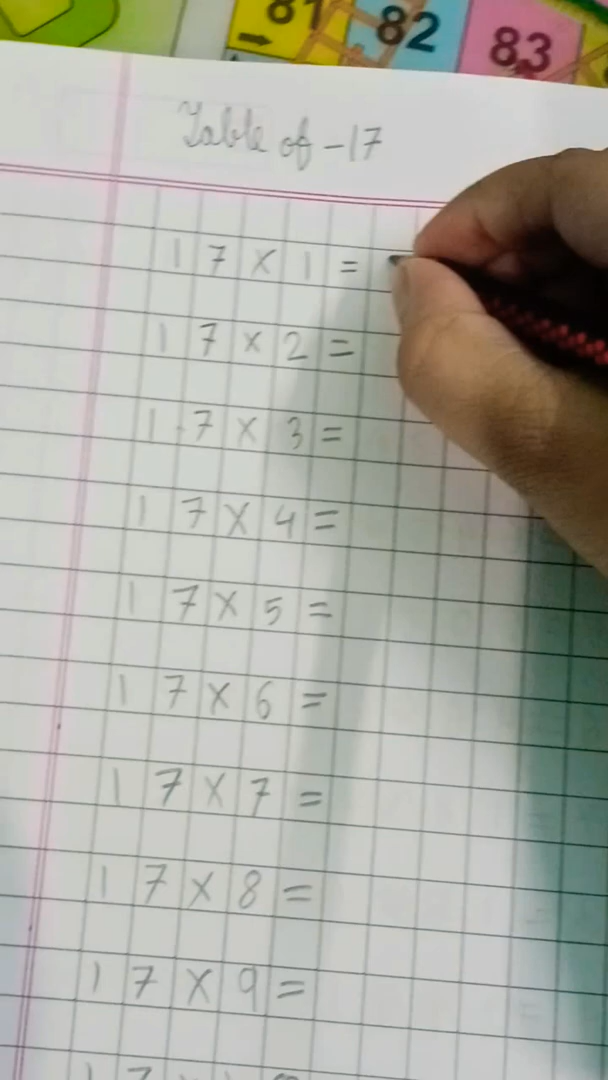 81 82 83
Table of -17
17 x 1 =
17 x 2 =
17 x 3 =
17 x 4 =
17 x 5 =
17 x 6 =
17 x 7 =
17 x 8 =
17 x 9 =